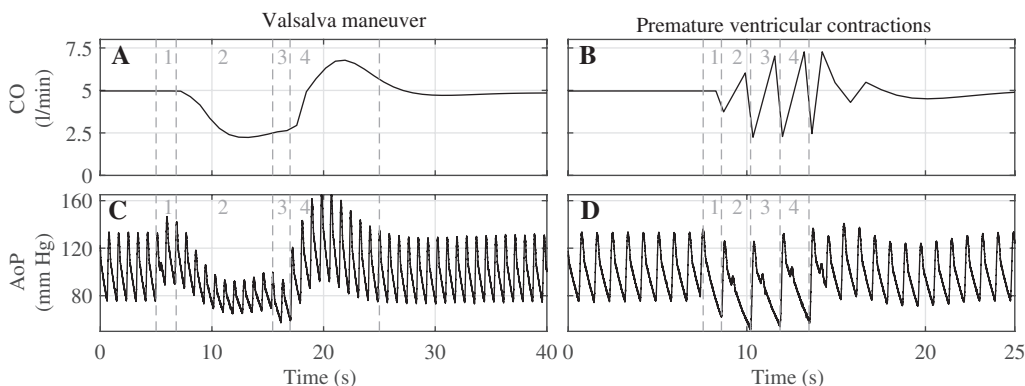 Valsalva maneuver
Premature ventricular contractions
7.5
5
2.5
0
CO
(l/min)
A
1
2
3
4
B
1
2
3
4
160
120
80
AoP
(mm Hg)
C
1
2
3
4
D
1
2
3
4
0
10
20
30
40
0
10
20
25
Time (s)
Time (s)